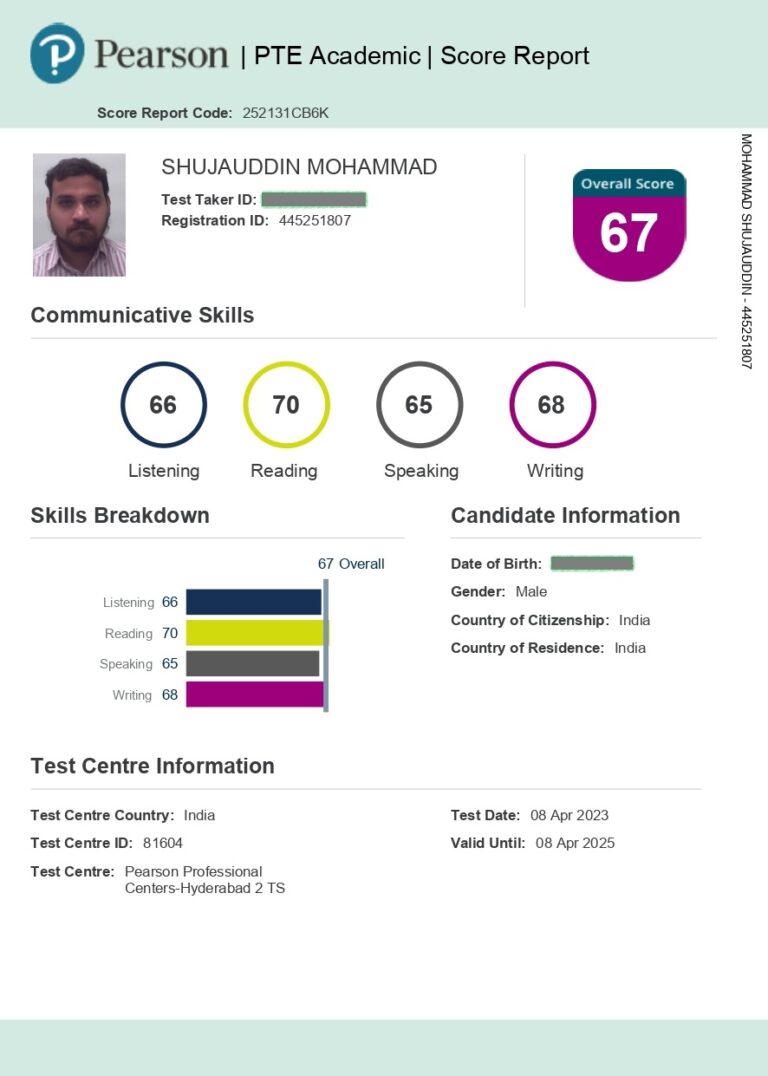 Pearson | PTE Academic | Score Report
Score Report Code: 252131CB6K
SHUJAUDDIN MOHAMMAD
Test Taker ID:
Registration ID: 445251807
Overall Score
67
MOHAMMAD SHUJAUDDIN - 445251807
Communicative Skills
66 70 65 68
Listening Reading Speaking Writing
Skills Breakdown
67 Overall
Listening 66
Reading 70
Speaking 65
Writing 68
Candidate Information
Date of Birth:
Gender: Male
Country of Citizenship: India
Country of Residence: India
Test Centre Information
Test Centre Country: India
Test Centre ID: 81604
Test Centre: Pearson Professional
Centers-Hyderabad 2 TS
Test Date: 08 Apr 2023
Valid Until: 08 Apr 2025